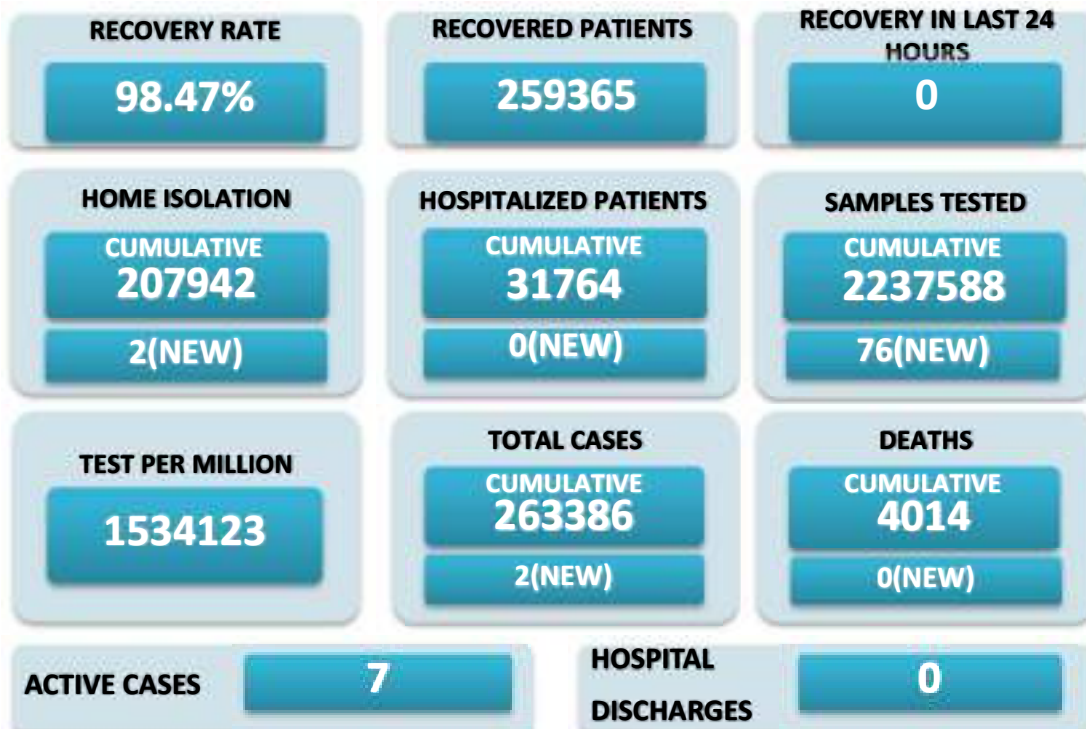 RECOVERY RATE
98.47%
RECOVERED PATIENTS
259365
RECOVERY IN LAST 24
HOURS
0
HOME ISOLATION
CUMULATIVE
207942
2(NEW)
HOSPITALIZED PATIENTS
CUMULATIVE
31764
0(NEW)
SAMPLES TESTED
CUMULATIVE
2237588
76(NEW)
TEST PER MILLION
1534123
TOTAL CASES
CUMULATIVE
263386
2(NEW)
DEATHS
CUMULATIVE
4014
0(NEW)
ACTIVE CASES
7
HOSPITAL
DISCHARGES
0